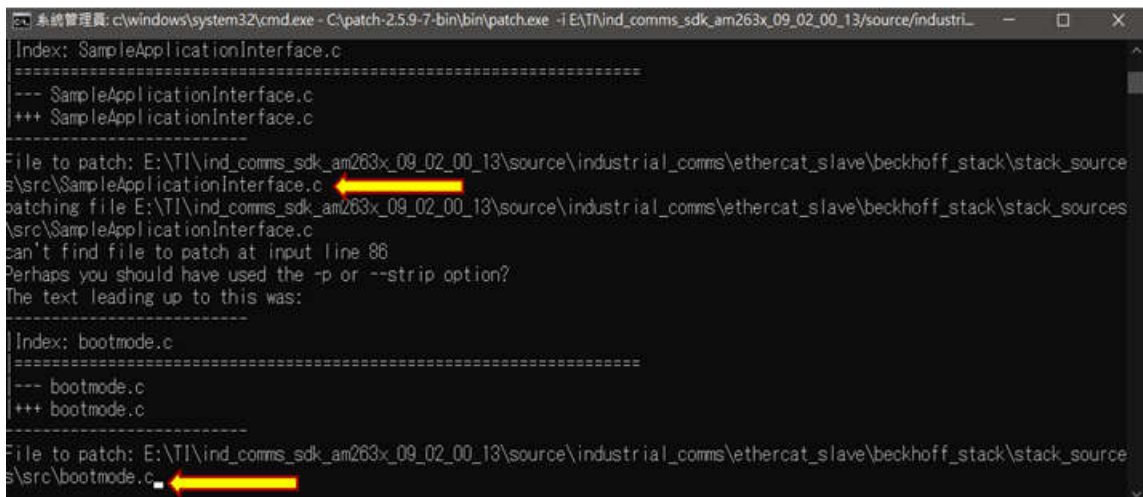 系統管理員: c:\windows\system32\cmd.exe - C:\patch-2.5.9-7-bin\bin\patch.exe -i E:\TI\ind_comms_sdk_am263x_09_02_00_13/source/industri...
|Index: SampleApplicationInterface.c
|===================================================================
|--- SampleApplicationInterface.c
|+++ SampleApplicationInterface.c
--------------------------
File to patch: E:\TI\ind_comms_sdk_am263x_09_02_00_13\source\industrial_comms\ethercat_slave\beckhoff_stack\stack_source
s\src\SampleApplicationInterface.c
patching file E:\TI\ind_comms_sdk_am263x_09_02_00_13\source\industrial_comms\ethercat_slave\beckhoff_stack\stack_sources
\src\SampleApplicationInterface.c
can't find file to patch at input line 86
Perhaps you should have used the -p or --strip option?
The text leading up to this was:
--------------------------
|Index: bootmode.c
|===================================================================
|--- bootmode.c
|+++ bootmode.c
--------------------------
File to patch: E:\TI\ind_comms_sdk_am263x_09_02_00_13\source\industrial_comms\ethercat_slave\beckhoff_stack\stack_source
s\src\bootmode.c